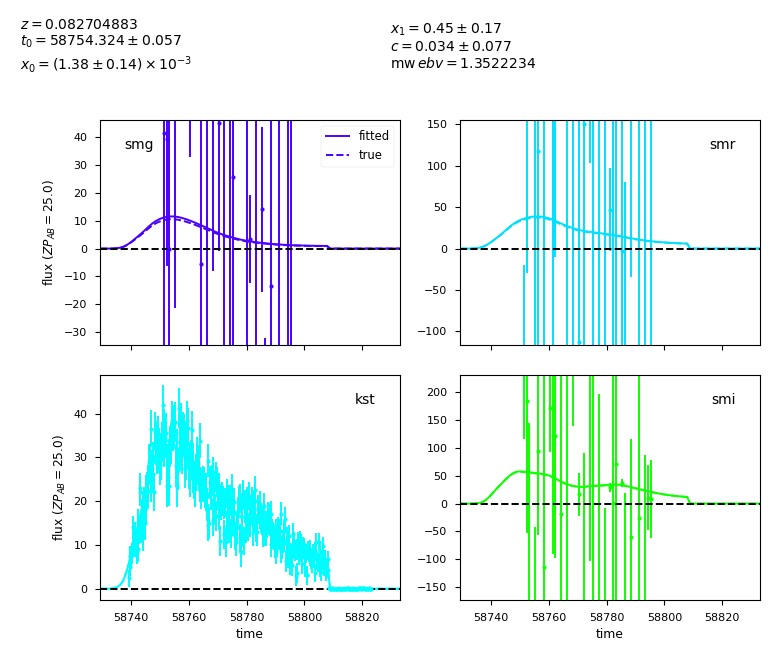 z = 0.082704883
t₀ = 58754.324 ± 0.057
x₀ = (1.38 ± 0.14) × 10⁻³
x₁ = 0.45 ± 0.17
c = 0.034 ± 0.077
mw ebv = 1.3522234
smg
fitted
true
40
30
20
10
0
−10
−20
−30
flux (ZP_AB = 25.0)
smr
150
100
50
0
−50
−100
kst
40
30
20
10
0
flux (ZP_AB = 25.0)
58740 58760 58780 58800 58820
time
smi
200
150
100
50
0
−50
−100
−150
58740 58760 58780 58800 58820
time